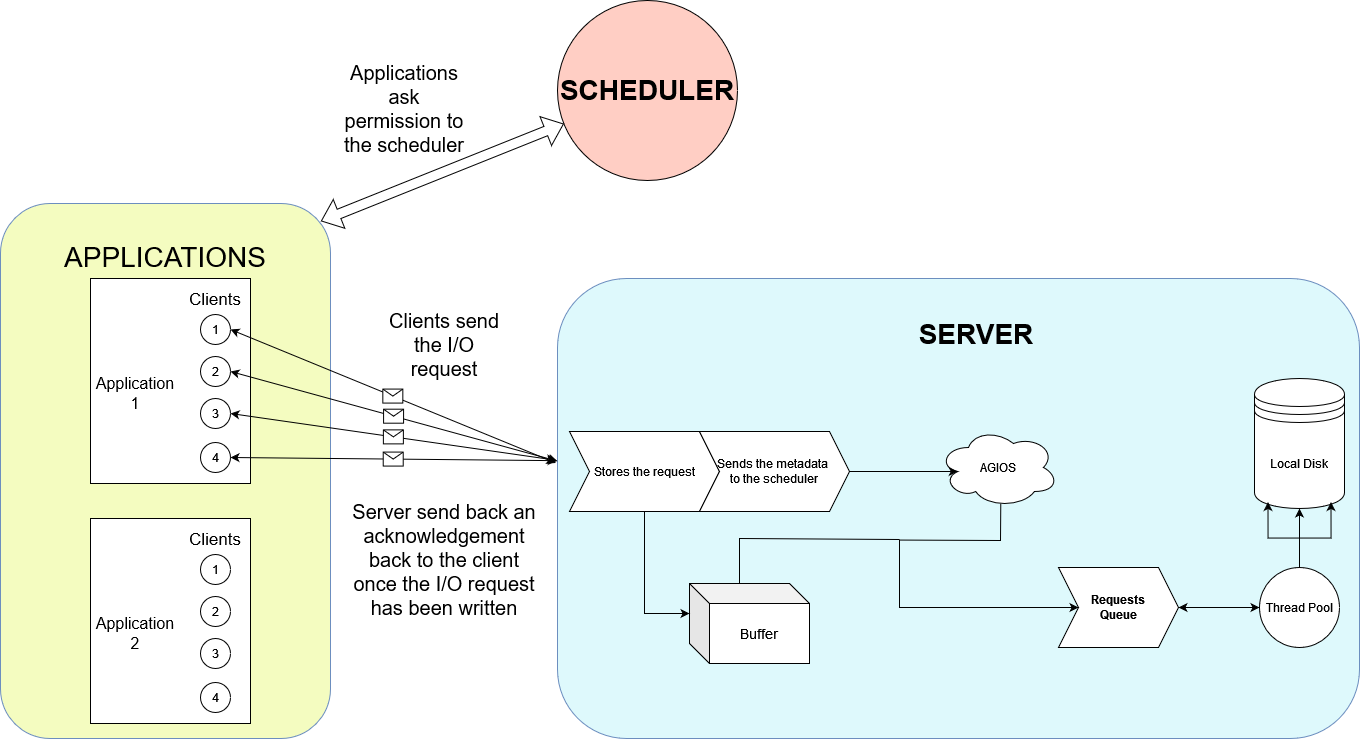 SCHEDULER
Applications
ask
permission to
the scheduler
APPLICATIONS
Clients
1
2
Application
1
3
4
Clients
1
2
Application
2
3
4
Clients send
the I/O
request
Server send back an
acknowledgement
back to the client
once the I/O request
has been written
SERVER
Stores the request
Sends the metadata
to the scheduler
AGIOS
Local Disk
Buffer
Requests
Queue
Thread Pool